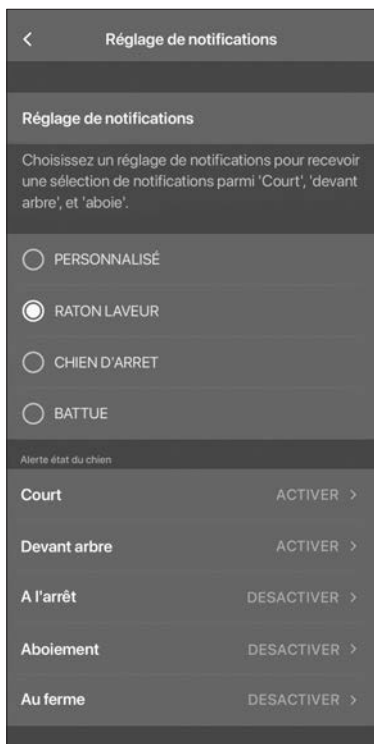 Réglage de notifications
Réglage de notifications
Choisissez un réglage de notifications pour recevoir
une sélection de notifications parmi 'Court', 'devant
arbre', et 'aboie'.
PERSONNALISÉ
RATON LAVEUR
CHIEN D'ARRET
BATTUE
Alerte état du chien
Court ACTIVER >
Devant arbre ACTIVER >
A l'arrêt DESACTIVER >
Aboiement DESACTIVER >
Au ferme DESACTIVER >